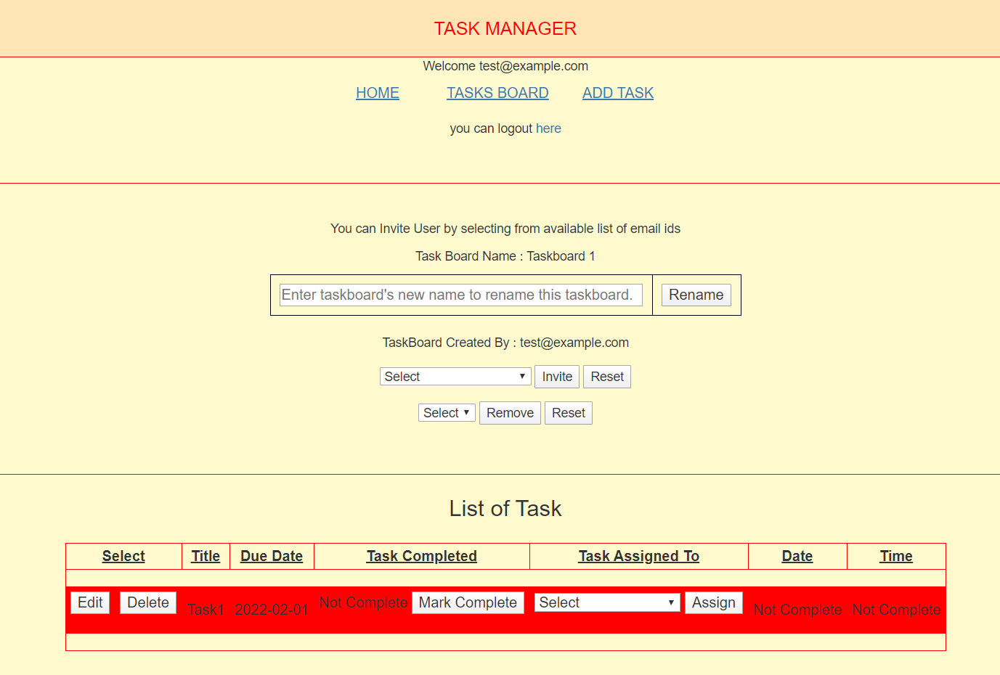 TASK MANAGER
Welcome test@example.com
HOME TASKS BOARD ADD TASK
you can logout here
You can Invite User by selecting from available list of email ids
Task Board Name : Taskboard 1
Enter taskboard's new name to rename this taskboard. Rename
TaskBoard Created By : test@example.com
Select Invite Reset
Select Remove Reset
List of Task
Select Title Due Date Task Completed Task Assigned To Date Time
Edit Delete Task1 2022-02-01 Not Complete Mark Complete Select Assign Not Complete Not Complete